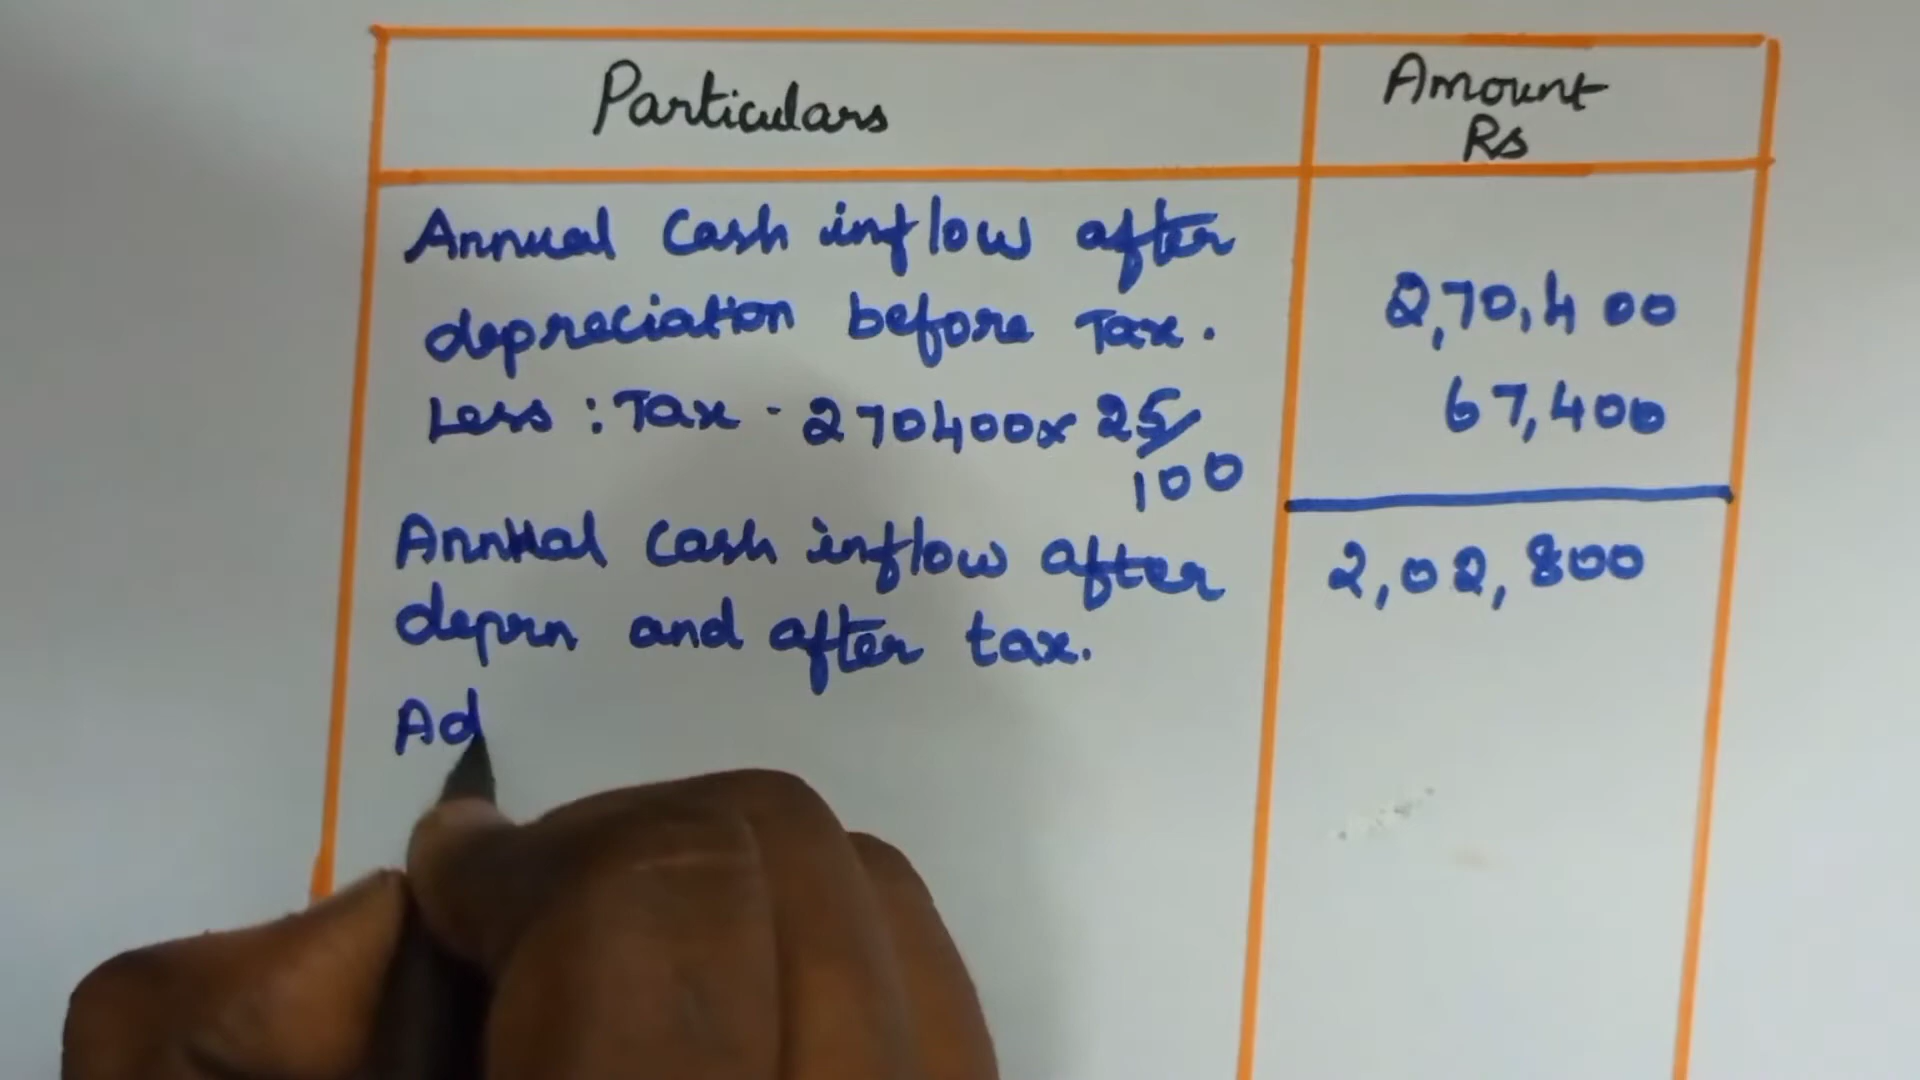 Particulars
Amount
Rs
Annual Cash inflow after
depreciation before Tax.
2,70,400
Less : Tax - 270400x 25/
100
67,400
Annual Cash inflow after
deprn and after tax.
2,02,800
Ad